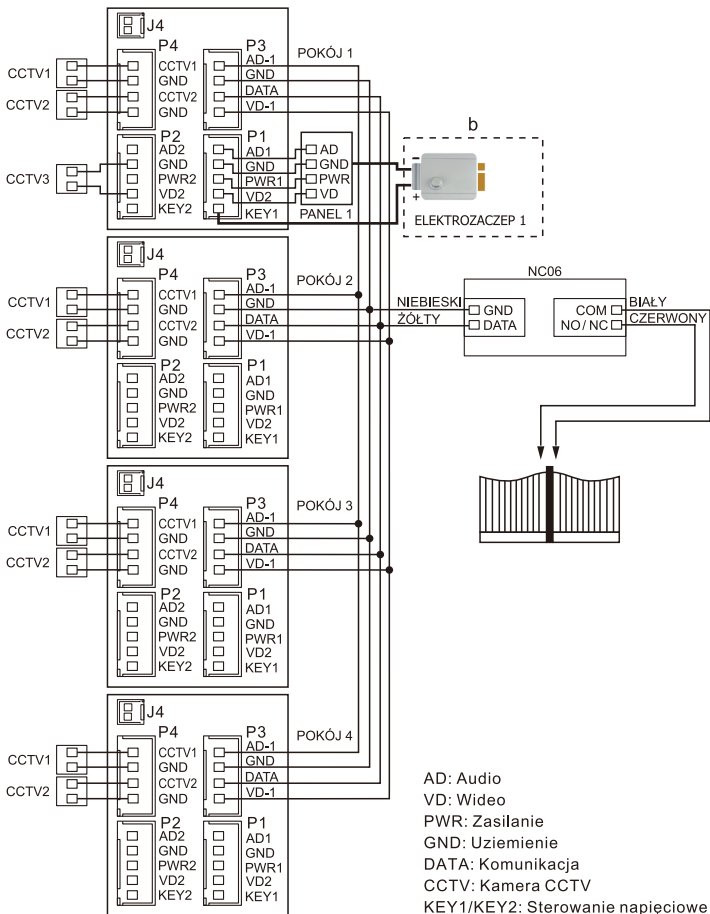 J4
P4
P3
POKÓJ 1
CCTV1
CCTV2
CCTV1
GND
CCTV2
GND
AD-1
GND
DATA
VD-1
P2
P1
CCTV3
AD2
GND
PWR2
VD2
KEY2
AD1
GND
PWR1
VD2
KEY1
AD
GND
PWR
VD
PANEL 1
b
-
+
ELEKTROZACZEP 1
J4
P4
P3
POKÓJ 2
CCTV1
CCTV2
CCTV1
GND
CCTV2
GND
AD-1
GND
DATA
VD-1
P2
P1
AD2
GND
PWR2
VD2
KEY2
AD1
GND
PWR1
VD2
KEY1
NC06
NIEBIESKI
ŻÓŁTY
GND
DATA
COM
NO/NC
BIAŁY
CZERWONY
J4
P4
P3
POKÓJ 3
CCTV1
CCTV2
CCTV1
GND
CCTV2
GND
AD-1
GND
DATA
VD-1
P2
P1
AD2
GND
PWR2
VD2
KEY2
AD1
GND
PWR1
VD2
KEY1
J4
P4
P3
POKÓJ 4
CCTV1
CCTV2
CCTV1
GND
CCTV2
GND
AD-1
GND
DATA
VD-1
P2
P1
AD2
GND
PWR2
VD2
KEY2
AD1
GND
PWR1
VD2
KEY1
AD: Audio
VD: Wideo
PWR: Zasilanie
GND: Uziemienie
DATA: Komunikacja
CCTV: Kamera CCTV
KEY1/KEY2: Sterowanie napięciowe